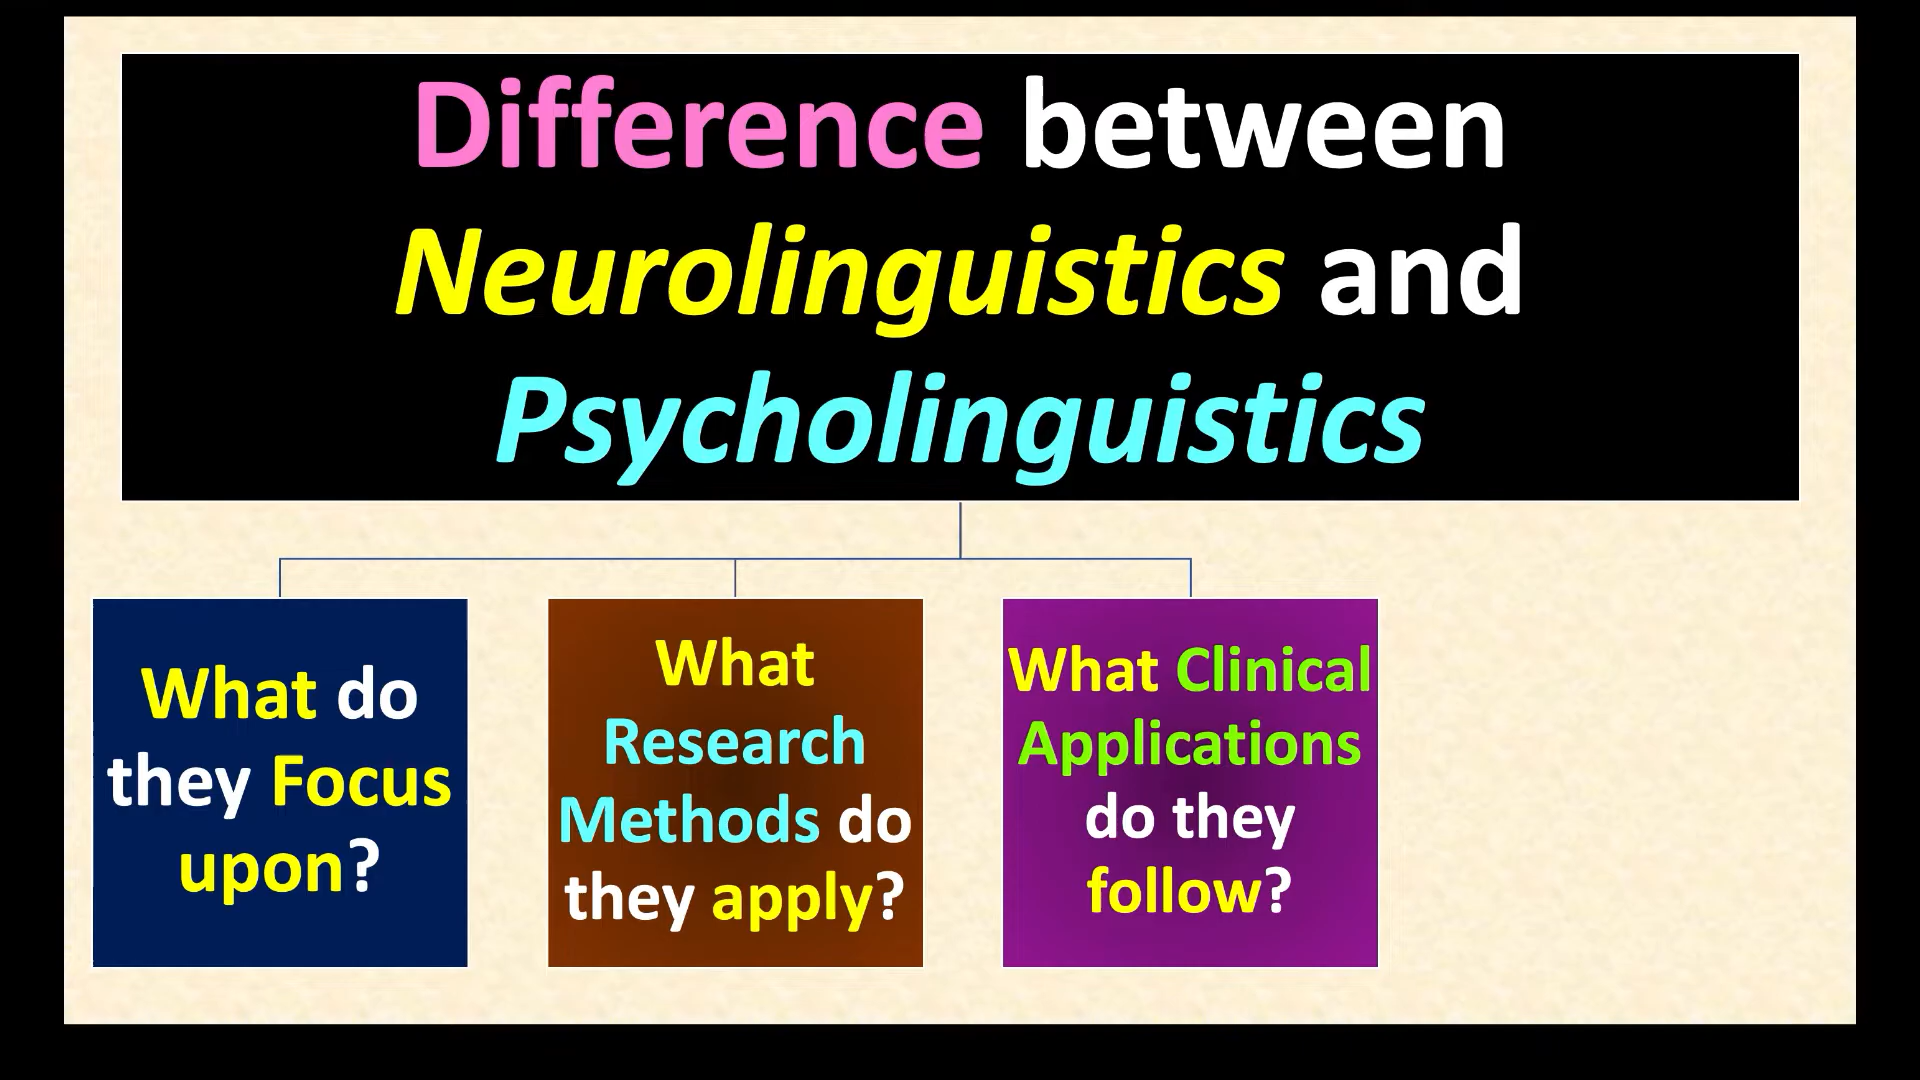 Difference between
Neurolinguistics and
Psycholinguistics
What do
they Focus
upon?
What
Research
Methods do
they apply?
What Clinical
Applications
do they
follow?